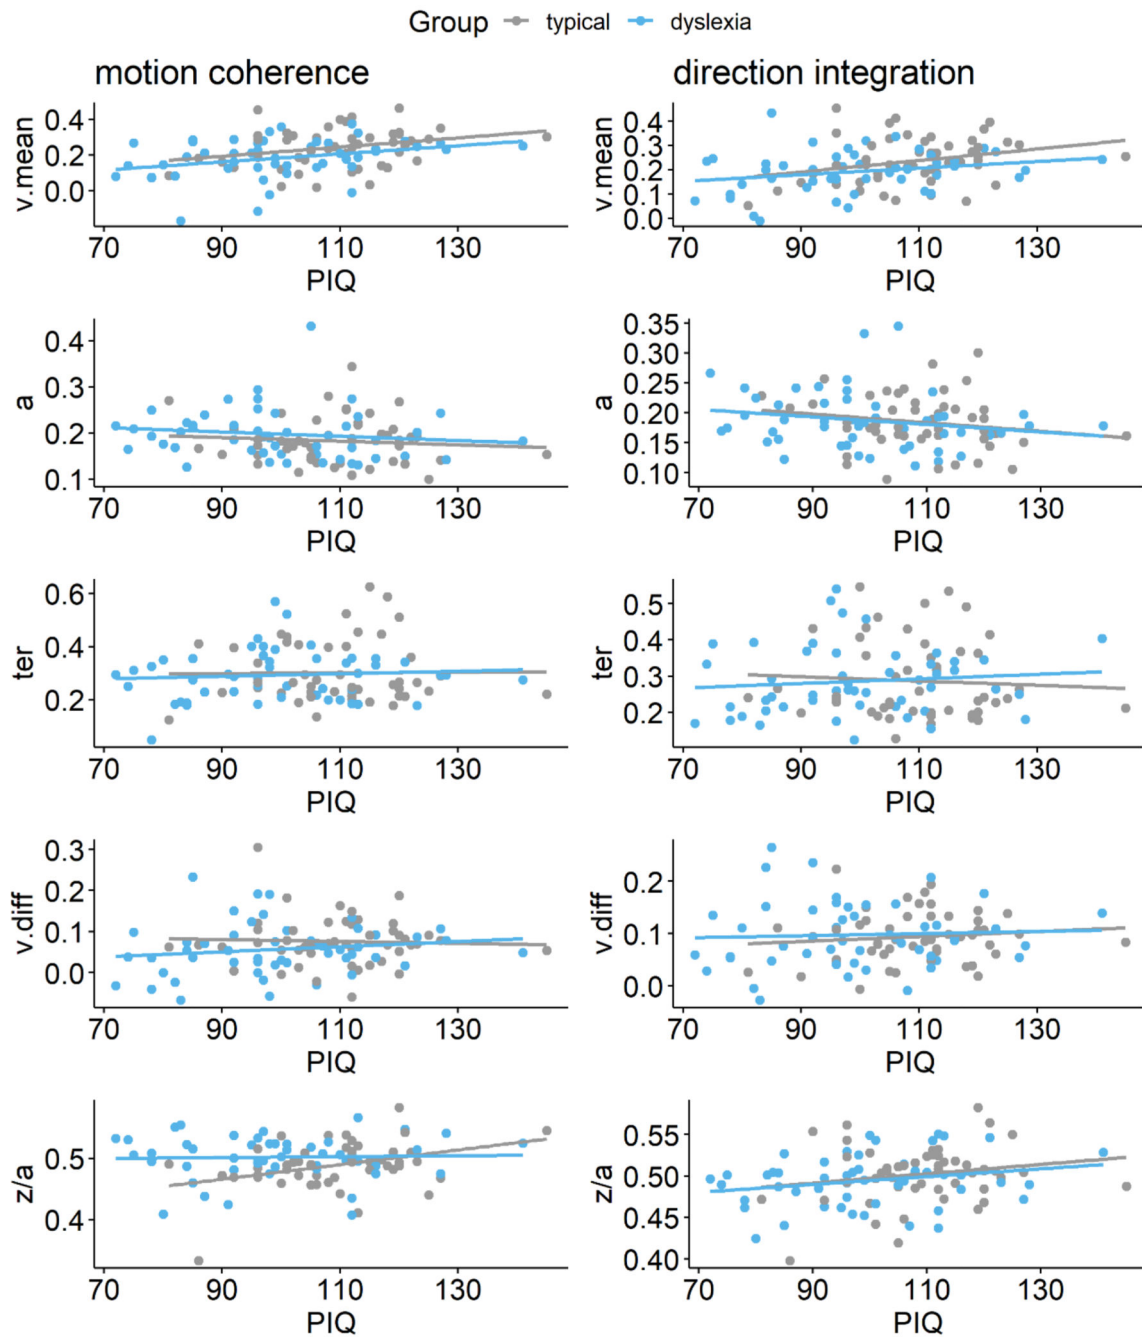 Group typical dyslexia
motion coherence direction integration
v.mean
0.4
0.2
0.0
70 90 110 130
PIQ
v.mean
0.4
0.3
0.2
0.1
0.0
70 90 110 130
PIQ
a
0.4
0.3
0.2
0.1
70 90 110 130
PIQ
a
0.35
0.30
0.25
0.20
0.15
0.10
70 90 110 130
PIQ
ter
0.6
0.4
0.2
70 90 110 130
PIQ
ter
0.5
0.4
0.3
0.2
70 90 110 130
PIQ
v.diff
0.3
0.2
0.1
0.0
70 90 110 130
PIQ
v.diff
0.2
0.1
0.0
70 90 110 130
PIQ
z/a
0.5
0.4
70 90 110 130
PIQ
z/a
0.55
0.50
0.45
0.40
70 90 110 130
PIQ